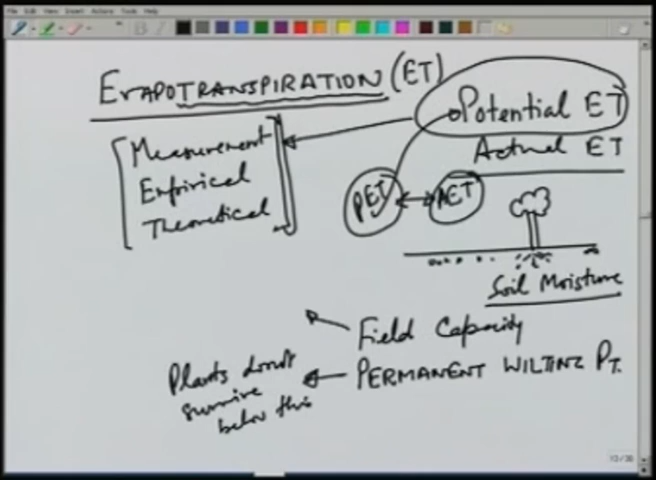 EVAPOTRANSPIRATION (ET)
Potential ET
Actual ET
Measurement
Empirical
Theoretical
PET
AET
Soil Moisture
Field Capacity
PERMANENT WILTING PT.
Plants don't
survive
below this